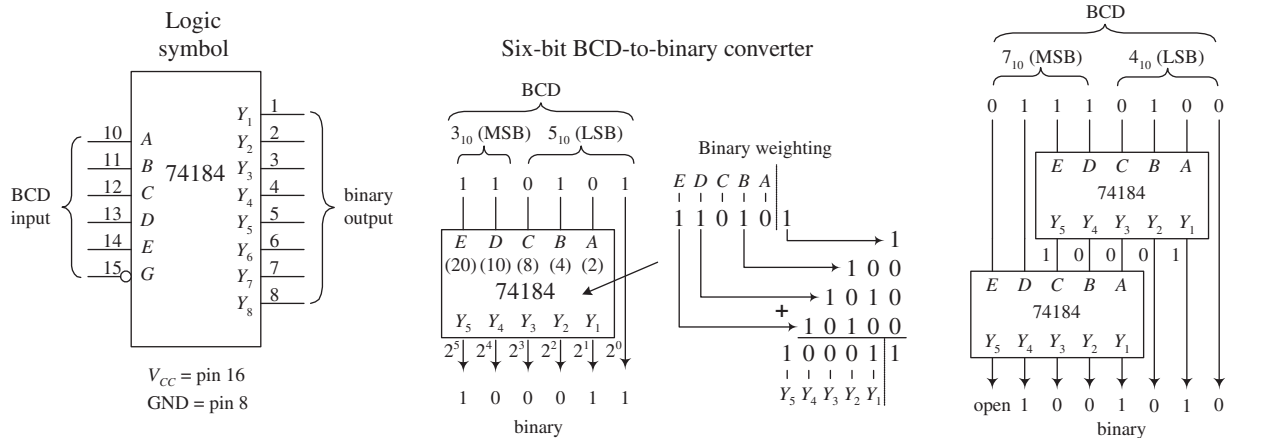 Logic
symbol
10 A
11 B
12 C
13 D
14 E
15 G
74184
Y1 1
Y2 2
Y3 3
Y4 4
Y5 5
Y6 6
Y7 7
Y8 8
BCD
input
binary
output
VCC = pin 16
GND = pin 8
Six-bit BCD-to-binary converter
BCD
3₁₀ (MSB) 5₁₀ (LSB)
1 1 0 1 0 1
E D C B A
(20) (10) (8) (4) (2)
74184
Y5 Y4 Y3 Y2 Y1
2⁵ 2⁴ 2³ 2² 2¹ 2⁰
1 0 0 0 1 1
binary
Binary weighting
E D C B A
1 1 0 1 0 1
1
1 0 0
1 0 1 0
+ 1 0 1 0 0
1 0 0 0 1 1
Y5 Y4 Y3 Y2 Y1
BCD
7₁₀ (MSB) 4₁₀ (LSB)
0 1 1 1 0 1 0 0
E D C B A
74184
Y5 Y4 Y3 Y2 Y1
1 0 0 0 1
E D C B A
74184
Y5 Y4 Y3 Y2 Y1
open 1 0 0 1 0 1 0
binary